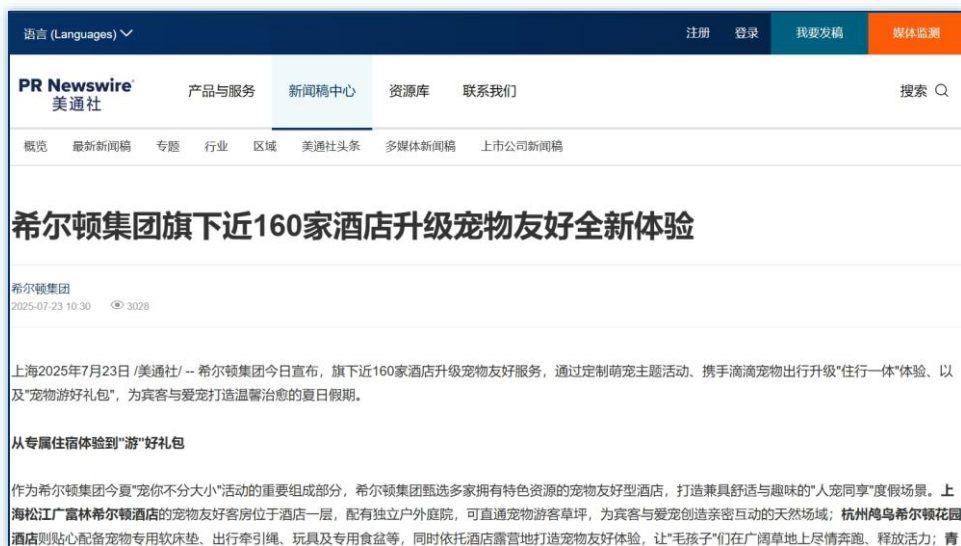 语言 (Languages)
注册 登录 我要发稿 媒体监测
PR Newswire®
美通社
产品与服务 新闻稿中心 资源库 联系我们 搜索
概览 最新新闻稿 专题 行业 区域 美通社头条 多媒体新闻稿 上市公司新闻稿
希尔顿集团旗下近160家酒店升级宠物友好全新体验
希尔顿集团
2025-07-23 10:30 3028
上海2025年7月23日 /美通社/ -- 希尔顿集团今日宣布，旗下近160家酒店升级宠物友好服务，通过定制萌宠主题活动、携手滴滴宠物出行升级"住行一体"体验、以
及"宠物游好礼包"，为宾客与爱宠打造温馨治愈的夏日假期。
从专属住宿体验到"游"好礼包
作为希尔顿集团今夏"宠你不分大小"活动的重要组成部分，希尔顿集团甄选多家拥有特色资源的宠物友好型酒店，打造兼具舒适与趣味的"人宠同享"度假场景。上
海松江广富林希尔顿酒店的宠物友好客房位于酒店一层，配有独立户外庭院，可直通宠物游客草坪，为宾客与爱宠创造亲密互动的天然场域；杭州鸬鸟希尔顿花园
酒店则贴心配备宠物专用软床垫、出行牵引绳、玩具及专用食盆等，同时依托酒店露营地打造宠物友好体验，让"毛孩子"们在广阔草地上尽情奔跑、释放活力；青